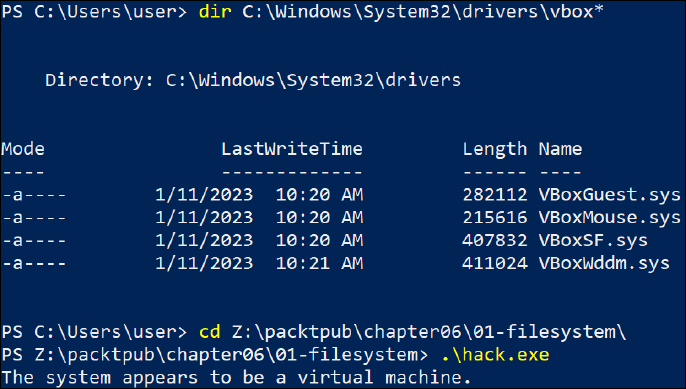 PS C:\Users\user> dir C:\Windows\System32\drivers\vbox*
Directory: C:\Windows\System32\drivers
Mode LastWriteTime Length Name
---- ------------- ------ ----
-a---- 1/11/2023 10:20 AM 282112 VBoxGuest.sys
-a---- 1/11/2023 10:20 AM 215616 VBoxMouse.sys
-a---- 1/11/2023 10:20 AM 407832 VBoxSF.sys
-a---- 1/11/2023 10:21 AM 411024 VBoxWddm.sys
PS C:\Users\user> cd Z:\packtpub\chapter06\01-filesystem\
PS Z:\packtpub\chapter06\01-filesystem> .\hack.exe
The system appears to be a virtual machine.